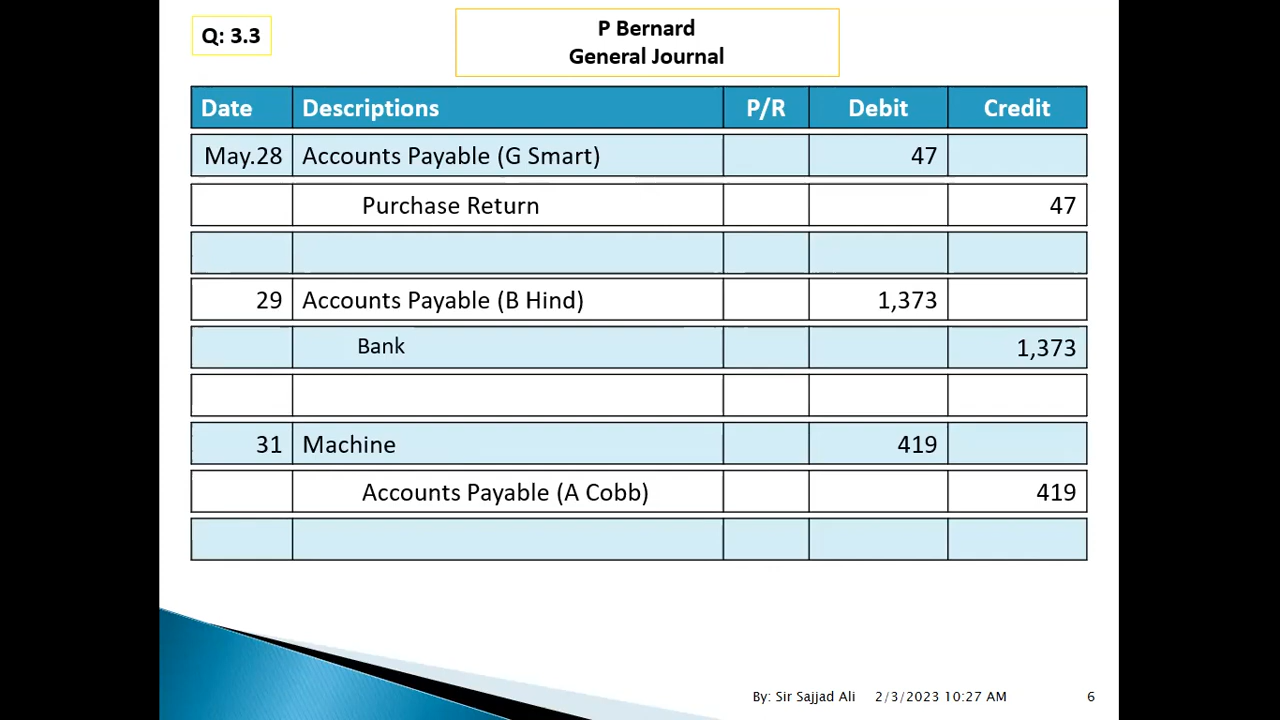 Q: 3.3
P Bernard
General Journal
Date Descriptions P/R Debit Credit
May.28 Accounts Payable (G Smart) 47
Purchase Return 47
29 Accounts Payable (B Hind) 1,373
Bank 1,373
31 Machine 419
Accounts Payable (A Cobb) 419
By: Sir Sajjad Ali 2/3/2023 10:27 AM 6